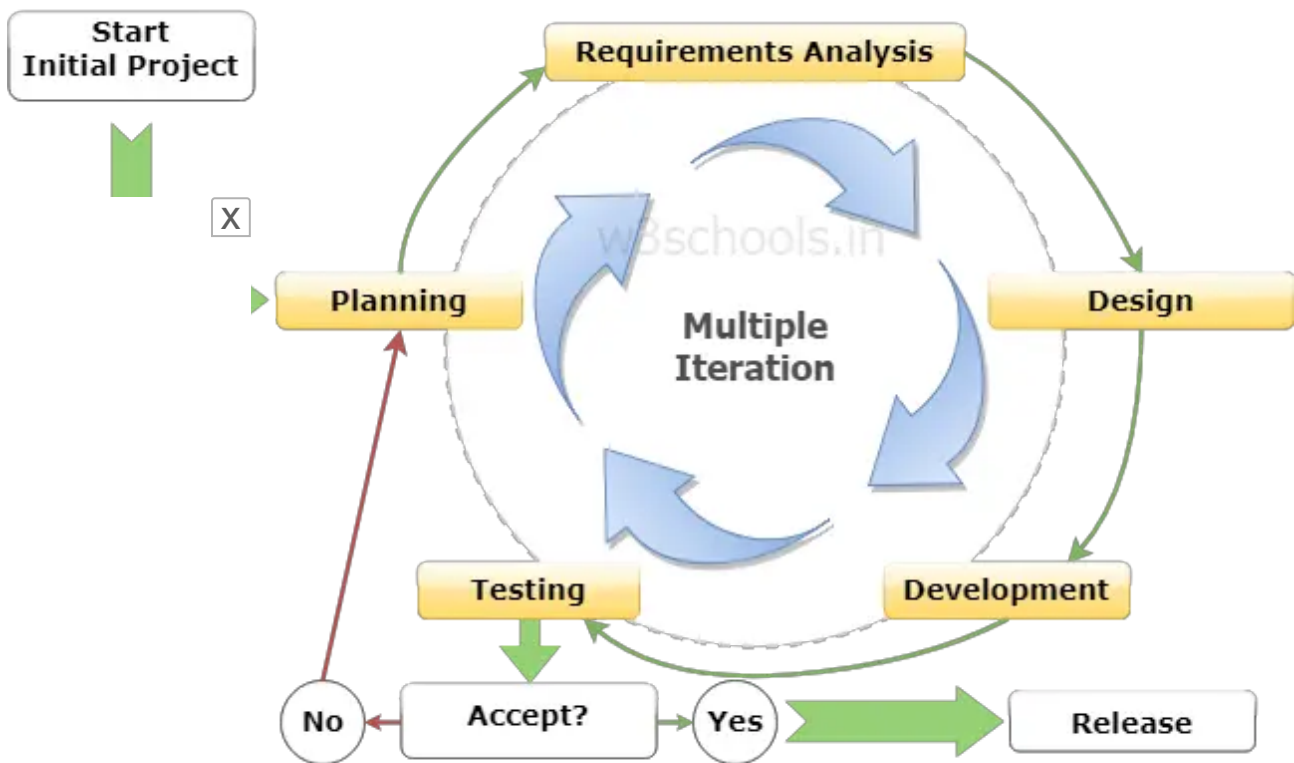 Start
Initial Project
Requirements Analysis
X
w3schools.in
Planning
Design
Multiple
Iteration
Testing
Development
No
Accept?
Yes
Release